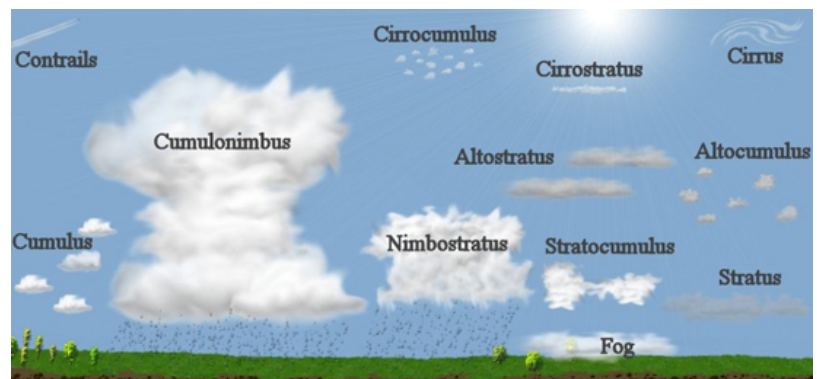 Cirrocumulus
Contrails
Cirrostratus
Cirrus
Cumulonimbus
Altostratus
Altocumulus
Cumulus
Nimbostratus
Stratocumulus
Stratus
Fog